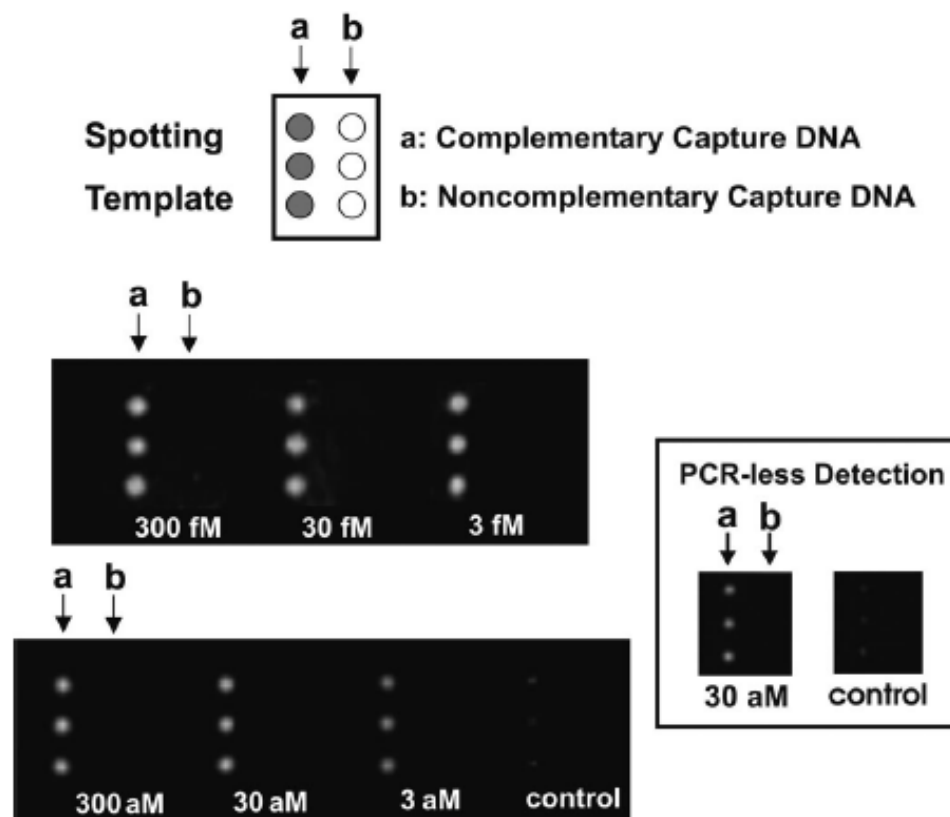 a b
Spotting
Template
a: Complementary Capture DNA
b: Noncomplementary Capture DNA
a b
300 fM 30 fM 3 fM
a b
300 aM 30 aM 3 aM control
PCR-less Detection
a b
30 aM control